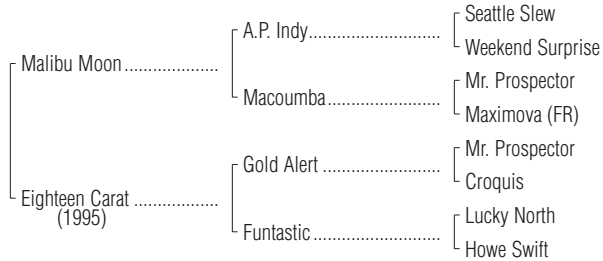 Seattle Slew
A.P. Indy
Weekend Surprise
Malibu Moon
Mr. Prospector
Macoumba
Maximova (FR)
Mr. Prospector
Gold Alert
Croquis
Eighteen Carat
(1995)
Lucky North
Funtastic
Howe Swift